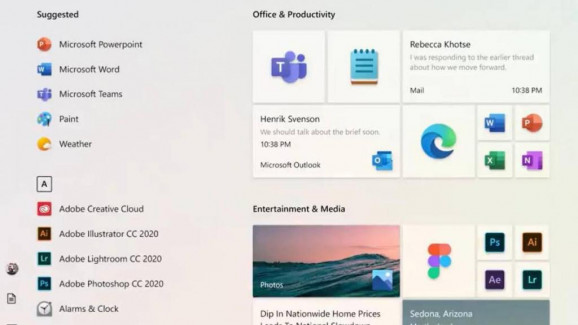 Suggested
Microsoft Powerpoint
Microsoft Word
Microsoft Teams
Paint
Weather
A
Adobe Creative Cloud
Ai
Adobe Illustrator CC 2020
Lr
Adobe Lightroom CC 2020
Ps
Adobe Photoshop CC 2020
Alarms & Clock
Office & Productivity
Rebecca Khotse
I was responding to the earlier thread
about how we move forward.
Mail 10:38 PM
Henrik Svenson
We should talk about the brief soon.
10:38 PM
Microsoft Outlook
Entertainment & Media
Photos
Ps Ai
Ae Lr
Dip In Nationwide Home Prices
Leads To National Slowdown
Sedona, Arizona